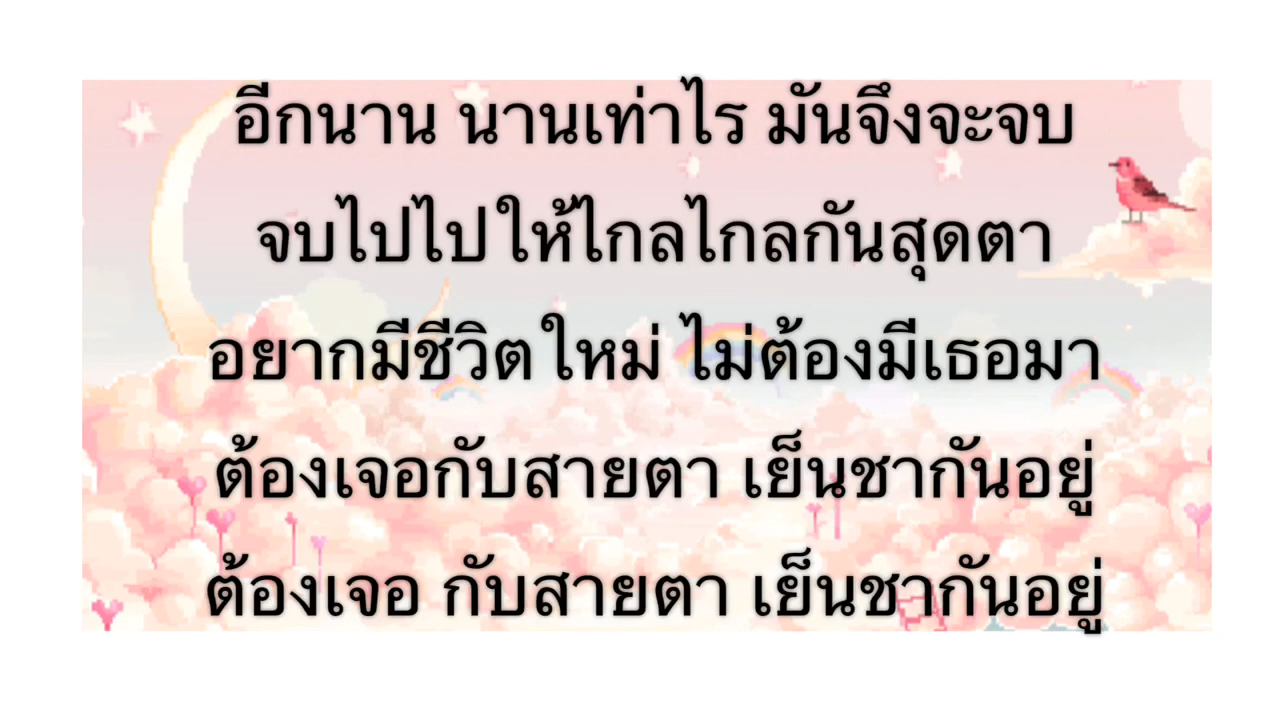 อีกนาน นานเท่าไร มันจึงจะจบ
จบไปไป ให้ไกลไกลกันสุดตา
อยากมีชีวิตใหม่ ไม่ต้องมีเธอมา
ต้องเจอกับสายตา เย็นชากันอยู่
ต้องเจอ กับสายตา เย็นชากันอยู่